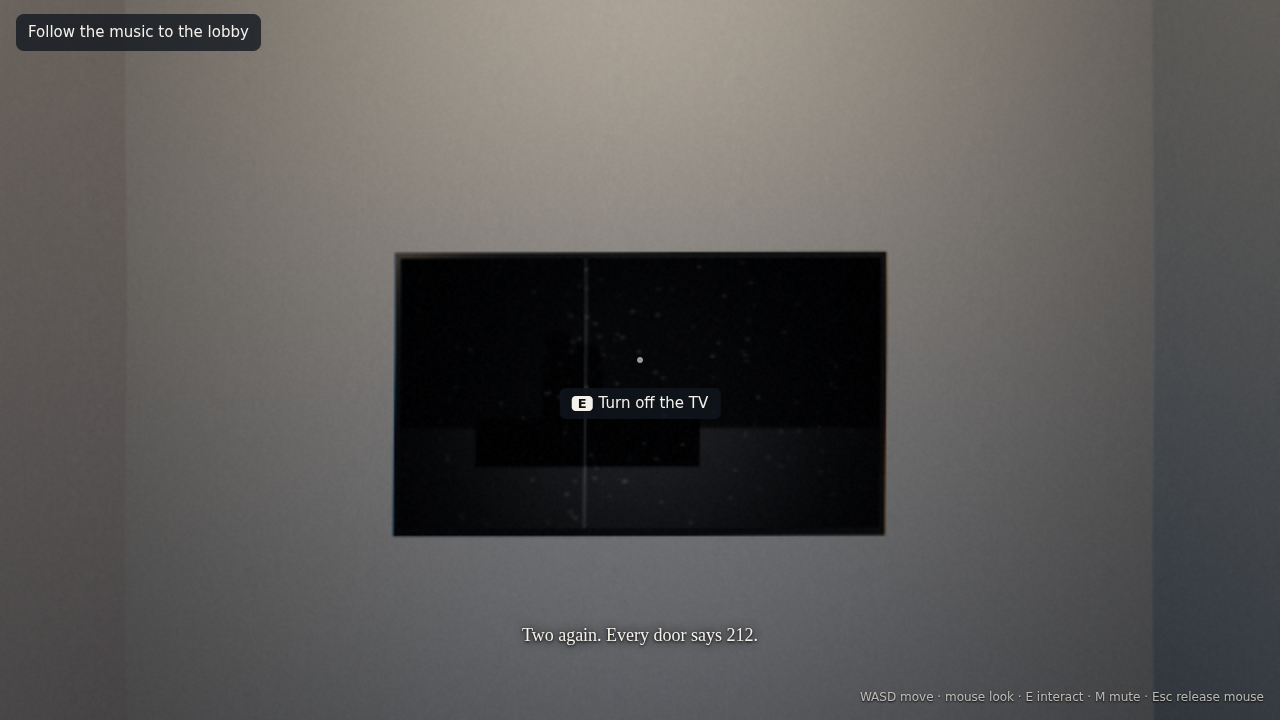 Follow the music to the lobby
E Turn off the TV
Two again. Every door says 212.
WASD move · mouse look · E interact · M mute · Esc release mouse